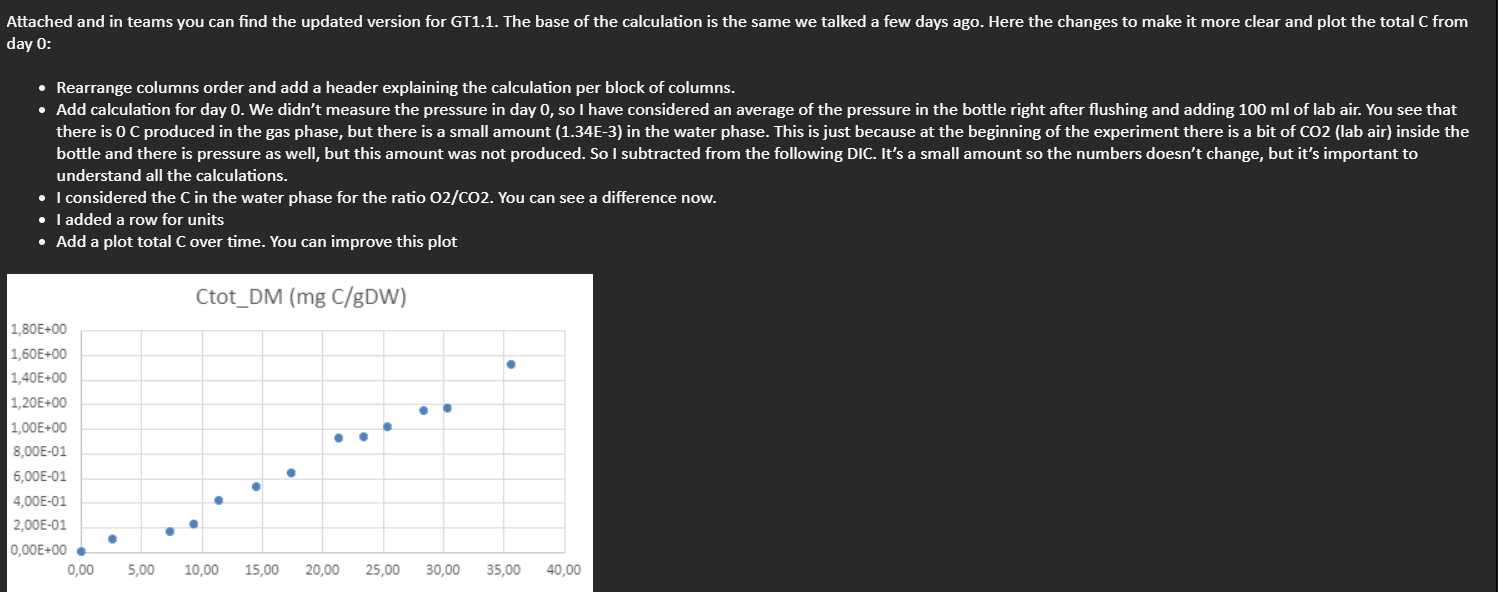 Attached and in teams you can find the updated version for GT1.1. The base of the calculation is the same we talked a few days ago. Here the changes to make it more clear and plot the total C from
day 0:
• Rearrange columns order and add a header explaining the calculation per block of columns.
• Add calculation for day 0. We didn't measure the pressure in day 0, so I have considered an average of the pressure in the bottle right after flushing and adding 100 ml of lab air. You see that
there is 0 C produced in the gas phase, but there is a small amount (1.34E-3) in the water phase. This is just because at the beginning of the experiment there is a bit of CO2 (lab air) inside the
bottle and there is pressure as well, but this amount was not produced. So I subtracted from the following DIC. It's a small amount so the numbers doesn't change, but it's important to
understand all the calculations.
• I considered the C in the water phase for the ratio O2/CO2. You can see a difference now.
• I added a row for units
• Add a plot total C over time. You can improve this plot
Ctot_DM (mg C/gDW)
1,80E+00
1,60E+00
1,40E+00
1,20E+00
1,00E+00
8,00E-01
6,00E-01
4,00E-01
2,00E-01
0,00E+00
0,00 5,00 10,00 15,00 20,00 25,00 30,00 35,00 40,00